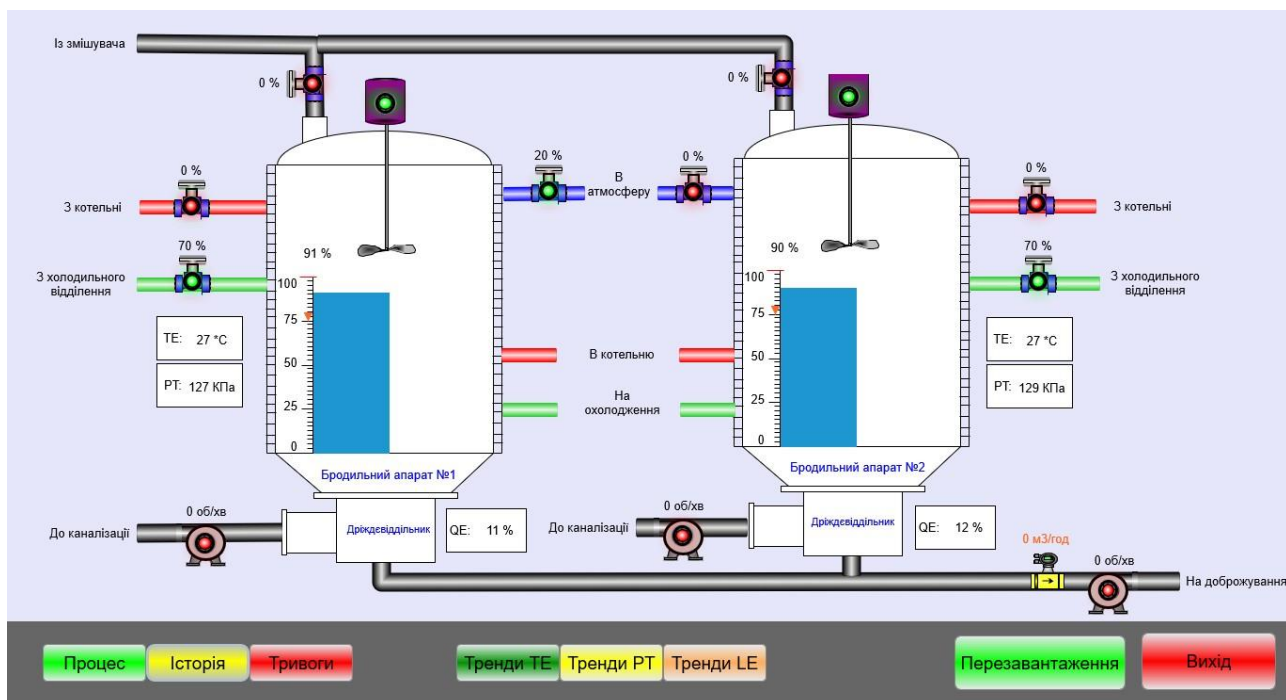 Із змішувача
0 %
0 %
0 %
20 %
В
атмосферу
0 %
0 %
З котельні
З котельні
70 %
91 %
90 %
70 %
З холодильного
відділення
З холодильного
відділення
100
75
50
25
0
100
75
50
25
0
TE: 27 *C
PT: 127 КПа
TE: 27 *C
PT: 129 КПа
В котельню
На
охолодження
Бродильний апарат №1
Бродильний апарат №2
До каналізації
0 об/хв
Дріждєвіддільник
QE: 11 %
До каналізації
0 об/хв
Дріждєвіддільник
QE: 12 %
0 м3/год
0 об/хв
На доброжування
Процес
Історія
Тривоги
Тренди ТЕ
Тренди РТ
Тренди LE
Перезавантаження
Вихід